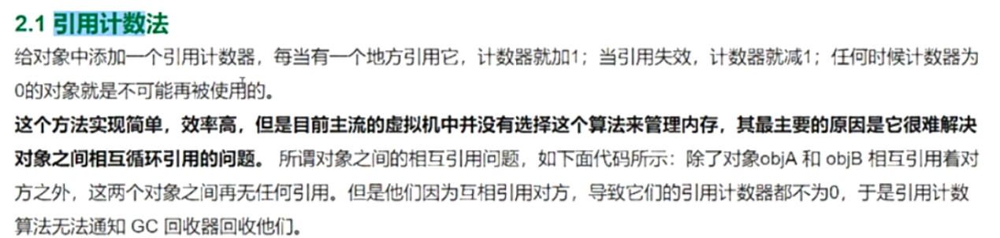 2.1 引用计数法
给对象中添加一个引用计数器，每当有一个地方引用它，计数器就加1；当引用失效，计数器就减1；任何时候计数器为
0的对象就是不可能再被使用的。
这个方法实现简单，效率高，但是目前主流的虚拟机中并没有选择这个算法来管理内存，其最主要的原因是它很难解决
对象之间相互循环引用的问题。 所谓对象之间的相互引用问题，如下面代码所示：除了对象objA 和 objB 相互引用着对
方之外，这两个对象之间再无任何引用。但是他们因为互相引用对方，导致它们的引用计数器都不为0，于是引用计数
算法无法通知 GC 回收器回收他们。